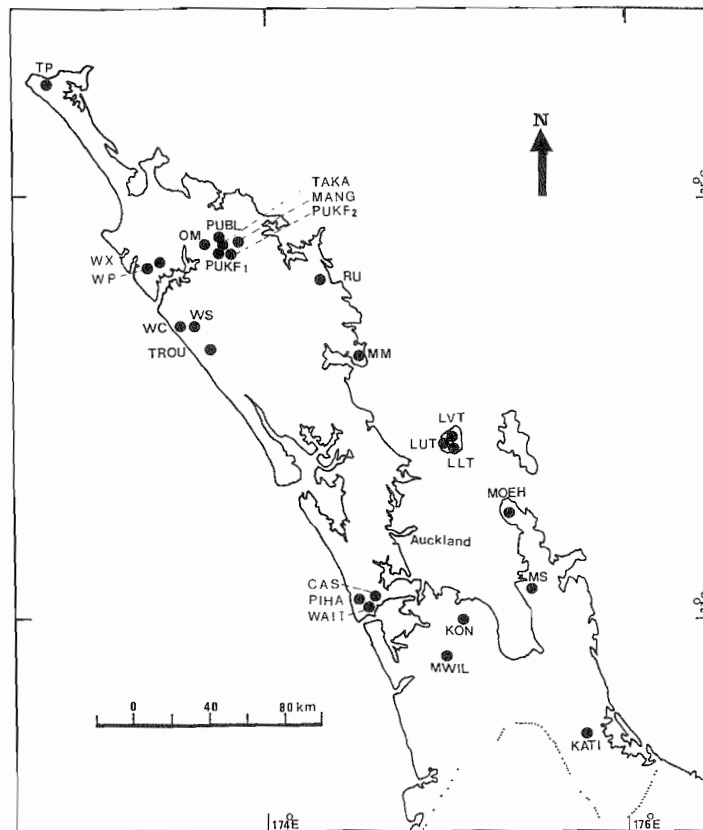 TP
N
TAKA
MANG
PUKF₂
PUBL
OM
PUKF₁
WX
WP
RU
WC
WS
TROU
MM
LVT
LUT
LLT
MOEH
Auckland
MS
CAS
PIHA
WAIT
KON
MWIL
0 40 80 km
KATI
174°E
176°E